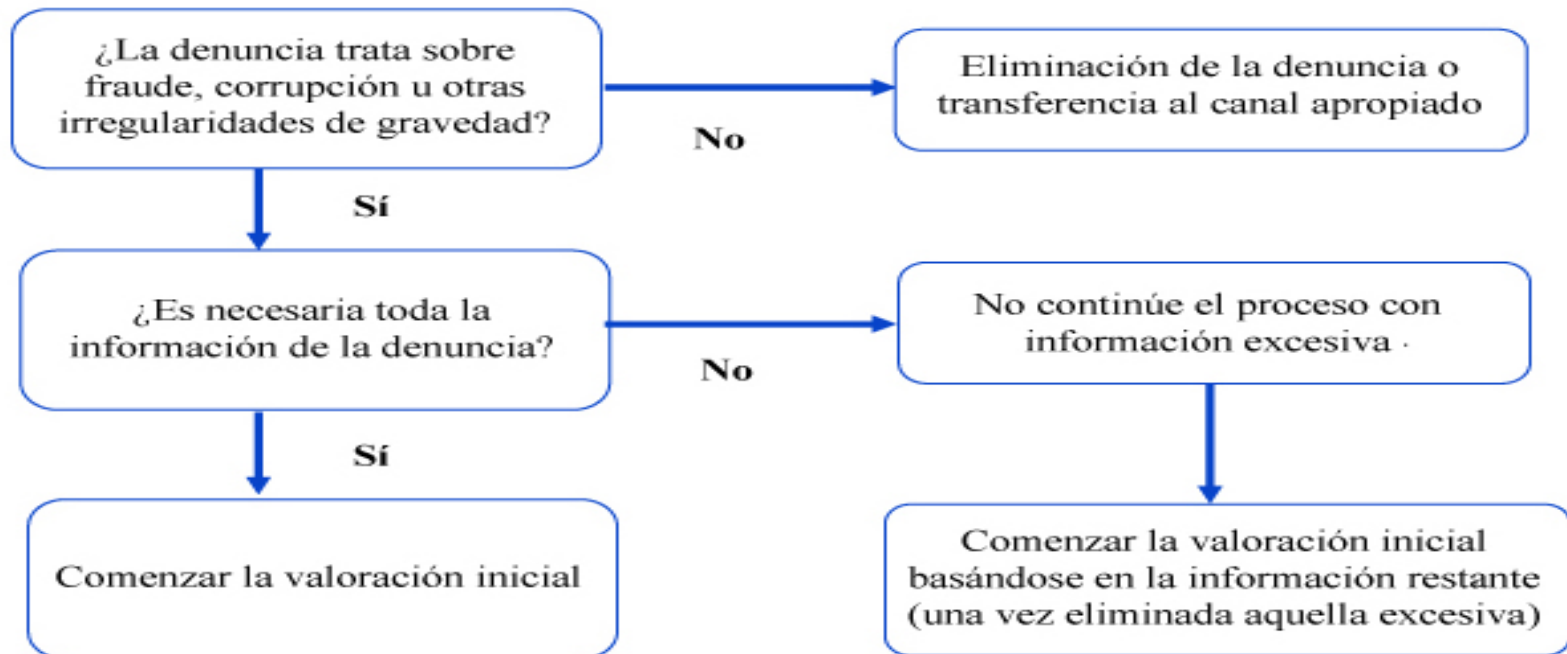 ¿La denuncia trata sobre
fraude, corrupción u otras
irregularidades de gravedad?
No
Eliminación de la denuncia o
transferencia al canal apropiado
Sí
¿Es necesaria toda la
información de la denuncia?
No
No continúe el proceso con
información excesiva .
Sí
Comenzar la valoración inicial
Comenzar la valoración inicial
basándose en la información restante
(una vez eliminada aquella excesiva)